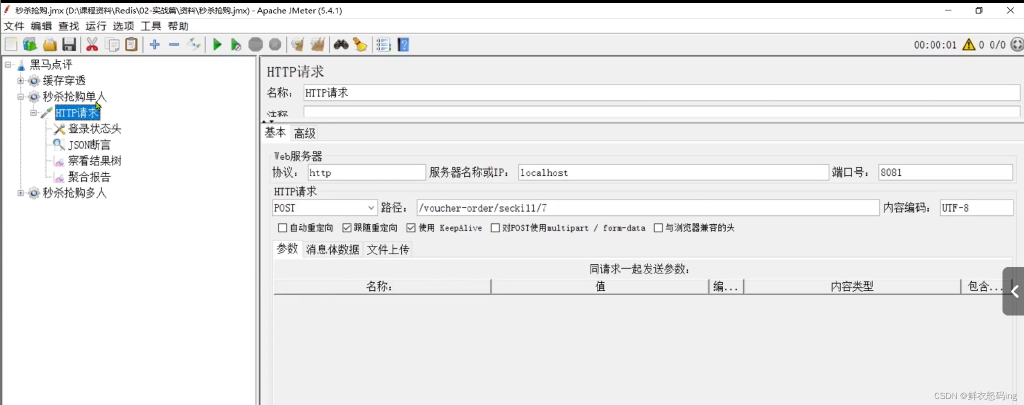 秒杀抢购.jmx (D:\课程资料\Redis\02-实战篇\资料\秒杀抢购.jmx) - Apache JMeter (5.4.1)
文件 编辑 查找 运行 选项 工具 帮助
00:00:01 0 0/0
黑马点评
缓存穿透
秒杀抢购单人
HTTP请求
登录状态头
JSON断言
察看结果树
聚合报告
秒杀抢购多人
HTTP请求
名称： HTTP请求
注释
基本 高级
Web服务器
协议： http 服务器名称或IP： localhost 端口号： 8081
HTTP请求
POST 路径： /voucher-order/seckill/7 内容编码： UTF-8
自动重定向 跟随重定向 使用 KeepAlive 对POST使用multipart / form-data 与浏览器兼容的头
参数 消息体数据 文件上传
同请求一起发送参数：
名称： 值 编... 内容类型 包含...
CSDN @鲜衣怒码ing